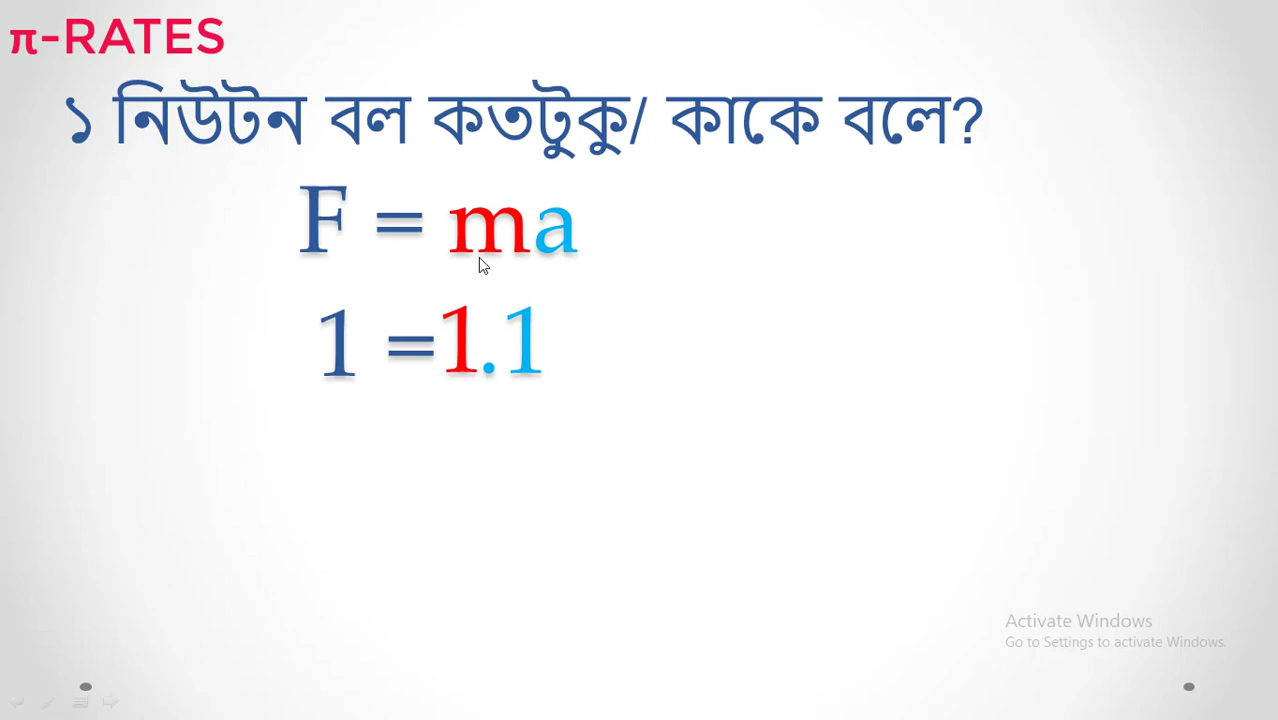 π-RATES
১ নিউটন বল কতটুকু/ কাকে বলে?
F = ma
1 =1.1
Activate Windows
Go to Settings to activate Windows.